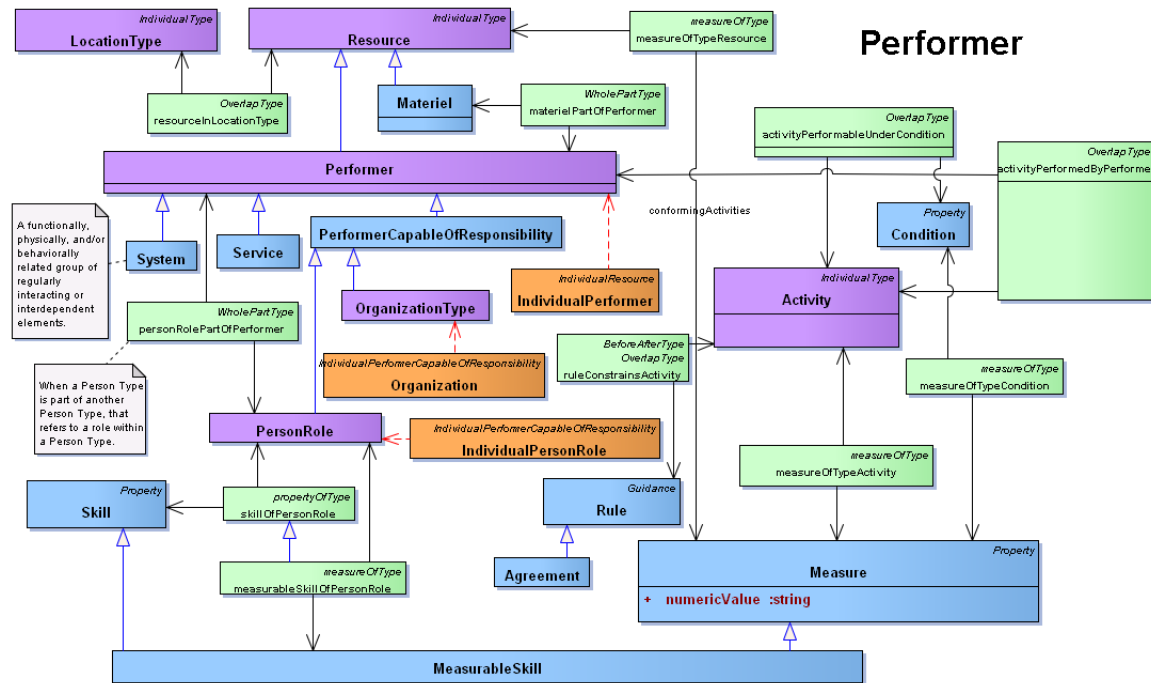 IndividualType
LocationType
IndividualType
Resource
measureOfType
measureOfTypeResource
Performer
OverlapType
resourceInLocationType
Materiel
WholePartType
materielPartOfPerformer
OverlapType
activityPerformableUnderCondition
OverlapType
activityPerformedByPerforme
Performer
conformingActivities
A functionally,
physically, and/or
behaviorally
related group of
regularly
interacting or
interdependent
elements.
System
Service
PerformerCapableOfResponsibility
Property
Condition
IndividualResource
IndividualPerformer
IndividualType
Activity
OrganizationType
WholePartType
personRolePartOfPerformer
IndividualPerformerCapableOfResponsibility
Organization
BeforeAfterType
OverlapType
ruleConstrainsActivity
measureOfType
measureOfTypeCondition
When a Person Type
is part of another
Person Type, that
refers to a role within
a Person Type.
PersonRole
IndividualPerformerCapableOfResponsibility
IndividualPersonRole
measureOfType
measureOfTypeActivity
Property
Skill
propertyOfType
skillOfPersonRole
Guidance
Rule
measureOfType
measurableSkillOfPersonRole
Agreement
Property
Measure
+ numericValue :string
MeasurableSkill